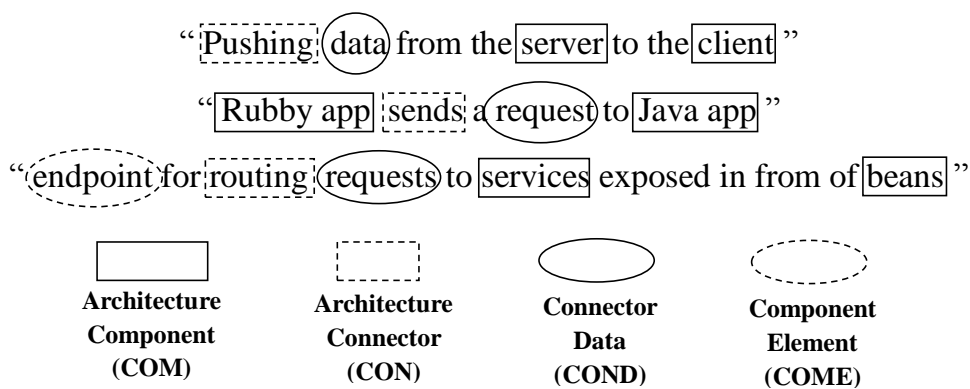 “ Pushing data from the server to the client ”
“ Rubby app sends a request to Java app ”
“ endpoint for routing requests to services exposed in from of beans ”
Architecture Component (COM)
Architecture Connector (CON)
Connector Data (COND)
Component Element (COME)